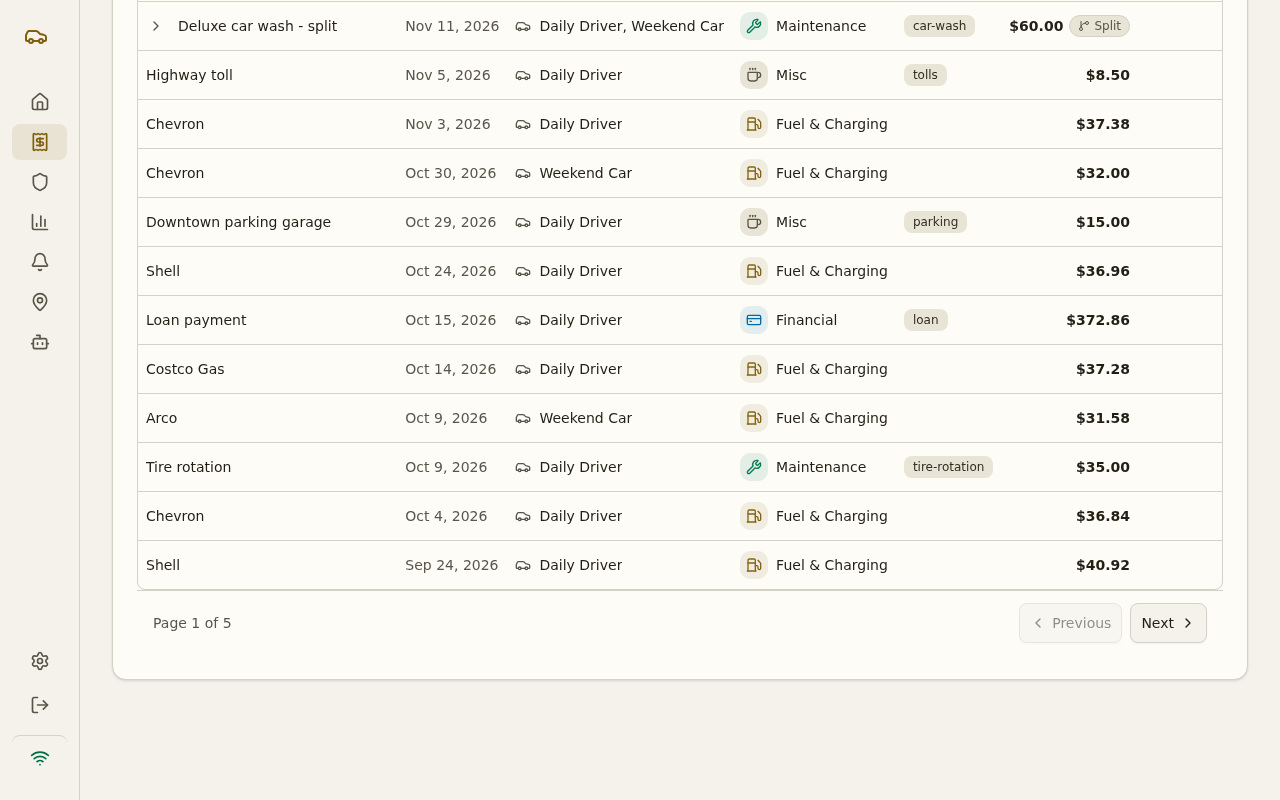 Deluxe car wash - split Nov 11, 2026 Daily Driver, Weekend Car Maintenance car-wash $60.00 Split
Highway toll Nov 5, 2026 Daily Driver Misc tolls $8.50
Chevron Nov 3, 2026 Daily Driver Fuel & Charging $37.38
Chevron Oct 30, 2026 Weekend Car Fuel & Charging $32.00
Downtown parking garage Oct 29, 2026 Daily Driver Misc parking $15.00
Shell Oct 24, 2026 Daily Driver Fuel & Charging $36.96
Loan payment Oct 15, 2026 Daily Driver Financial loan $372.86
Costco Gas Oct 14, 2026 Daily Driver Fuel & Charging $37.28
Arco Oct 9, 2026 Weekend Car Fuel & Charging $31.58
Tire rotation Oct 9, 2026 Daily Driver Maintenance tire-rotation $35.00
Chevron Oct 4, 2026 Daily Driver Fuel & Charging $36.84
Shell Sep 24, 2026 Daily Driver Fuel & Charging $40.92
Page 1 of 5 Previous Next